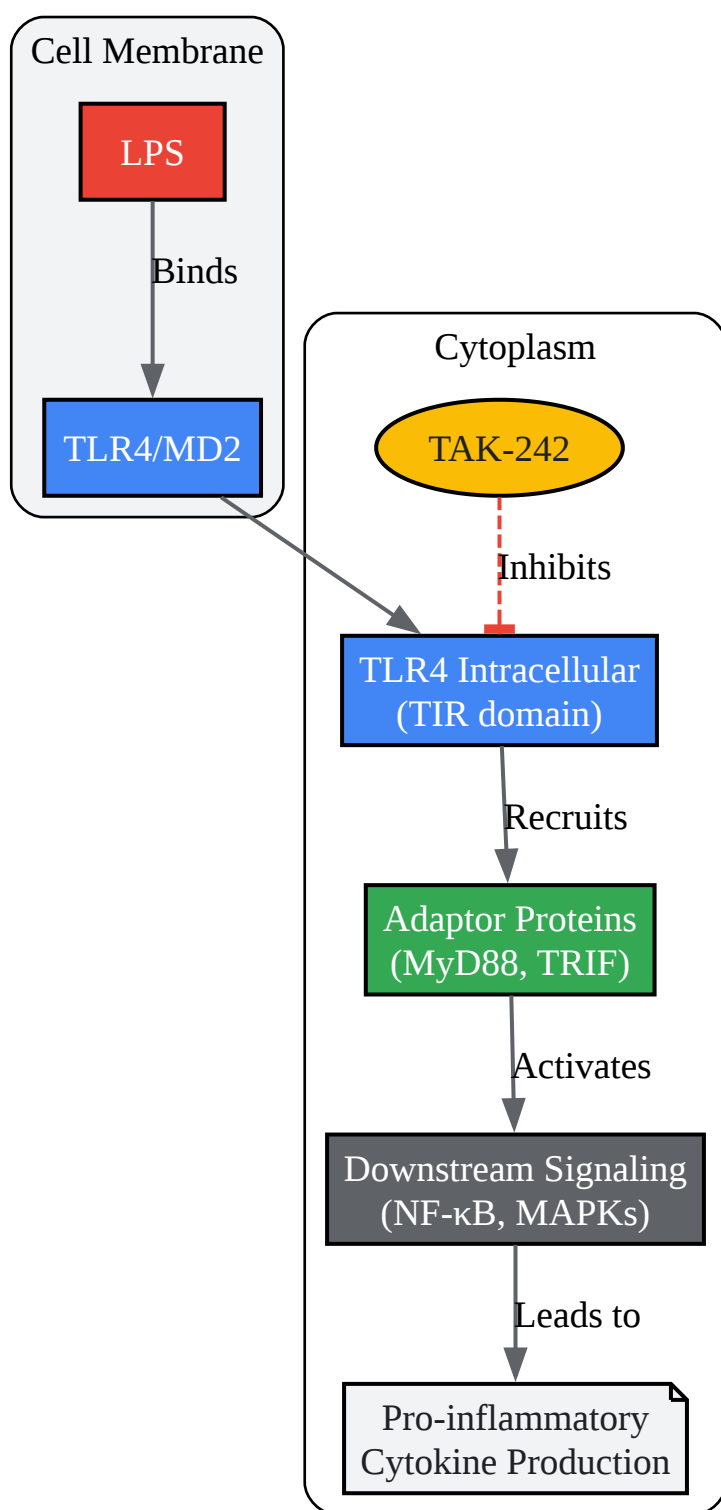 Cell Membrane
LPS
Binds
TLR4/MD2
Cytoplasm
TAK-242
Inhibits
TLR4 Intracellular
(TIR domain)
Recruits
Adaptor Proteins
(MyD88, TRIF)
Activates
Downstream Signaling
(NF-κB, MAPKs)
Leads to
Pro-inflammatory
Cytokine Production